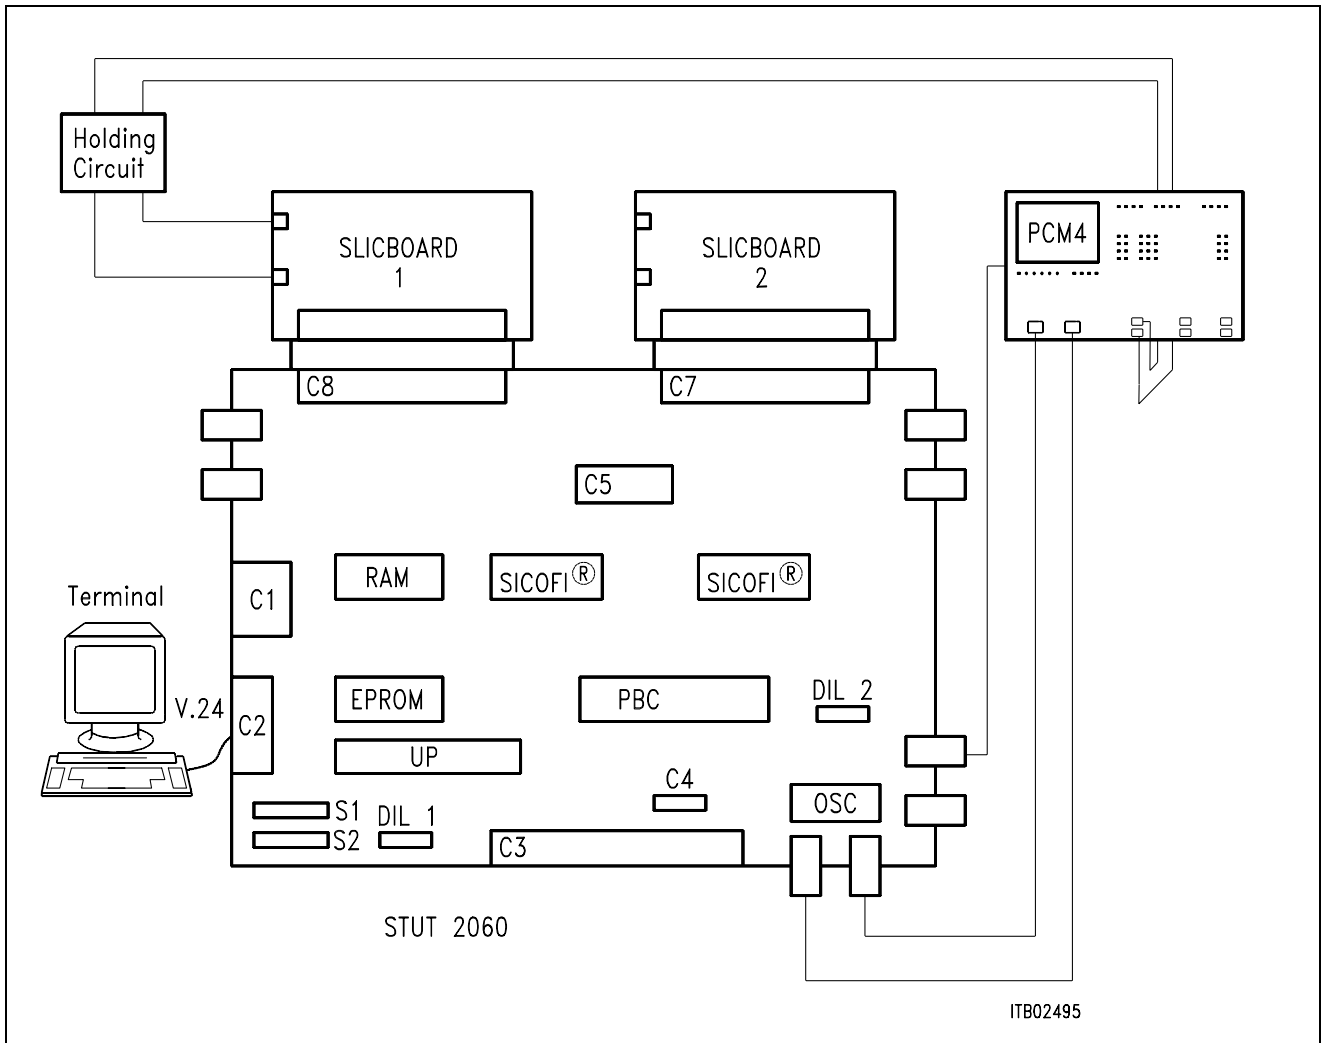 Holding
Circuit
SLICBOARD
1
SLICBOARD
2
PCM4
C8
C7
C5
RAM
SICOFI®
SICOFI®
Terminal
C1
V.24
C2
EPROM
PBC
DIL 2
UP
C4
OSC
S1
S2
DIL 1
C3
STUT 2060
ITB02495